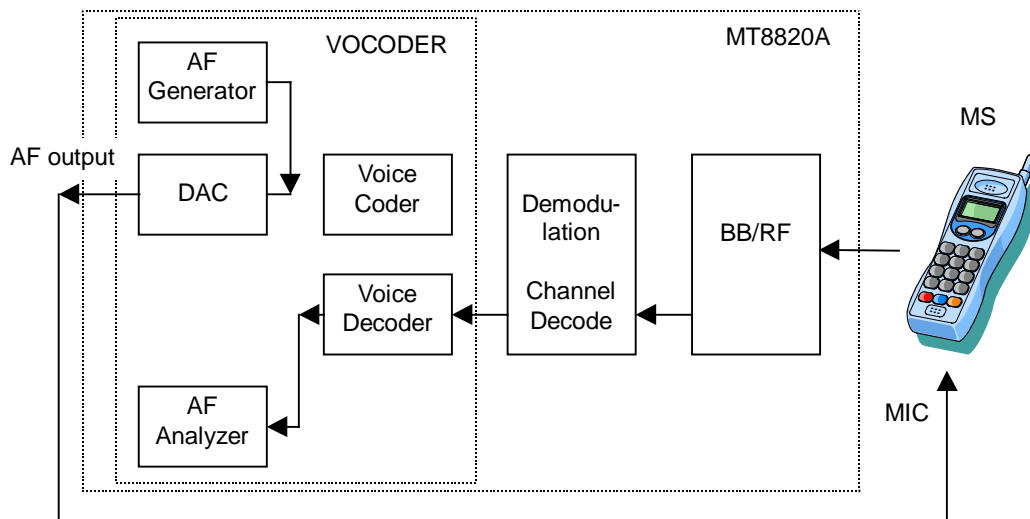 VOCODER
MT8820A
AF
Generator
MS
AF output
DAC
Voice
Coder
Demodu-
lation
BB/RF
Channel
Decode
Voice
Decoder
AF
Analyzer
MIC